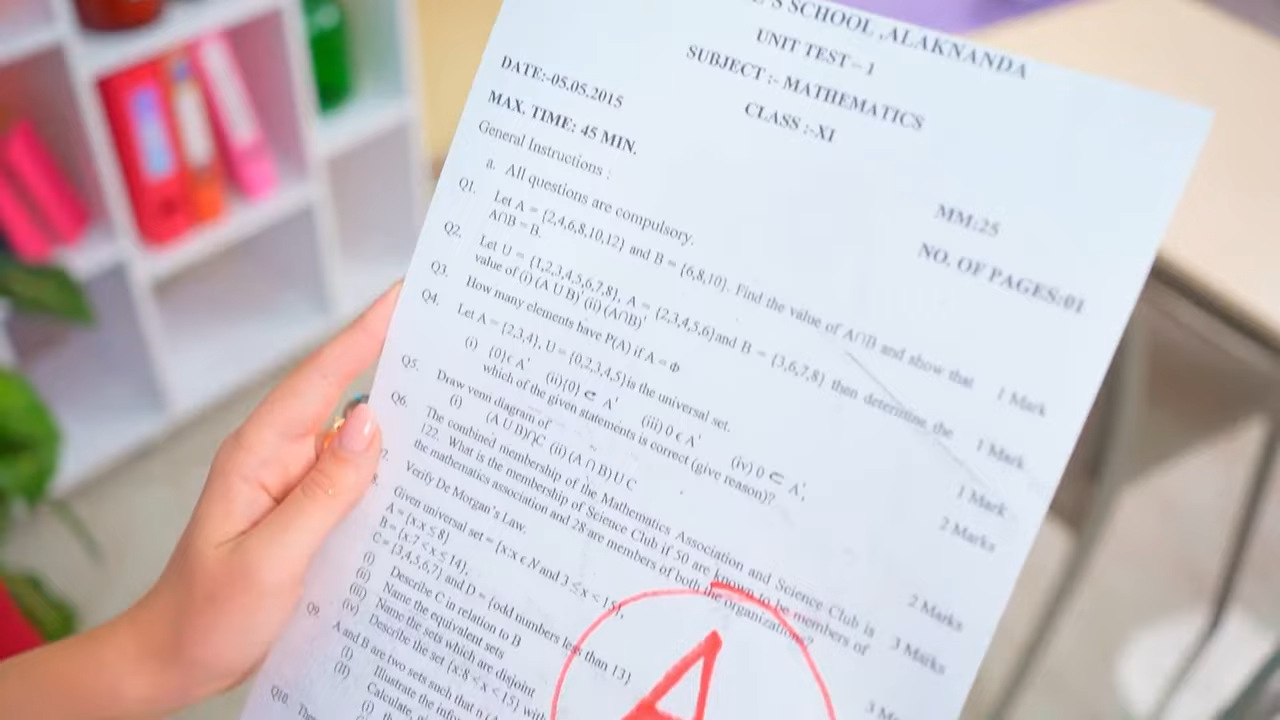 'S SCHOOL ,ALAKNANDA
UNIT TEST – 1
SUBJECT :- MATHEMATICS
DATE:-05.05.2015
CLASS :-XI
MAX. TIME: 45 MIN.
MM:25
NO. OF PAGES:01
General Instructions :
a. All questions are compulsory.
Q1. Let A = {2,4,6,8,10,12} and B = {6,8,10}. Find the value of A∩B and show that
A∩B = B. 1 Mark
Q2. Let U = {1,2,3,4,5,6,7,8}, A = {2,3,4,5,6}and B = {3,6,7,8} then determine the
value of (i) (A U B)' (ii) (A∩B)' 1 Mark
Q3. How many elements have P(A) if A = Φ 1 Mark
Q4. Let A = {2,3,4}, U = {0,2,3,4,5}is the universal set. 2 Marks
(i) {0}ϵ A' (ii){0} ⊂ A' (iii) 0 ϵ A' (iv) 0 ⊂ A',
which of the given statements is correct (give reason)?
Q5. Draw venn diagram of 2 Marks
(i) (A U B)∩C (ii) (A ∩ B) U C
Q6. The combined membership of the Mathematics Association and Science Club is
122. What is the membership of Science Club if 50 are known to be members of 3 Marks
the mathematics association and 28 are members of both the organizations?
7. Verify De Morgan's Law. 3 M
8. Given universal set = {x:x ϵ N and 3 ≤ x < 15},
A = {x:x ≤ 8}
B = {x:7 < x ≤ 14},
C = {3,4,5,6,7} and D = {odd numbers less than 13}
(i) Describe C in relation to B
(ii) Name the equivalent sets
(iii) Name the sets which are disjoint
(iv) Describe the set {x:8 < x < 15} with
Q9. A and B are two sets such that n (A
(i) Illustrate the info
(II) Calculate,
(i)
Q10.
A